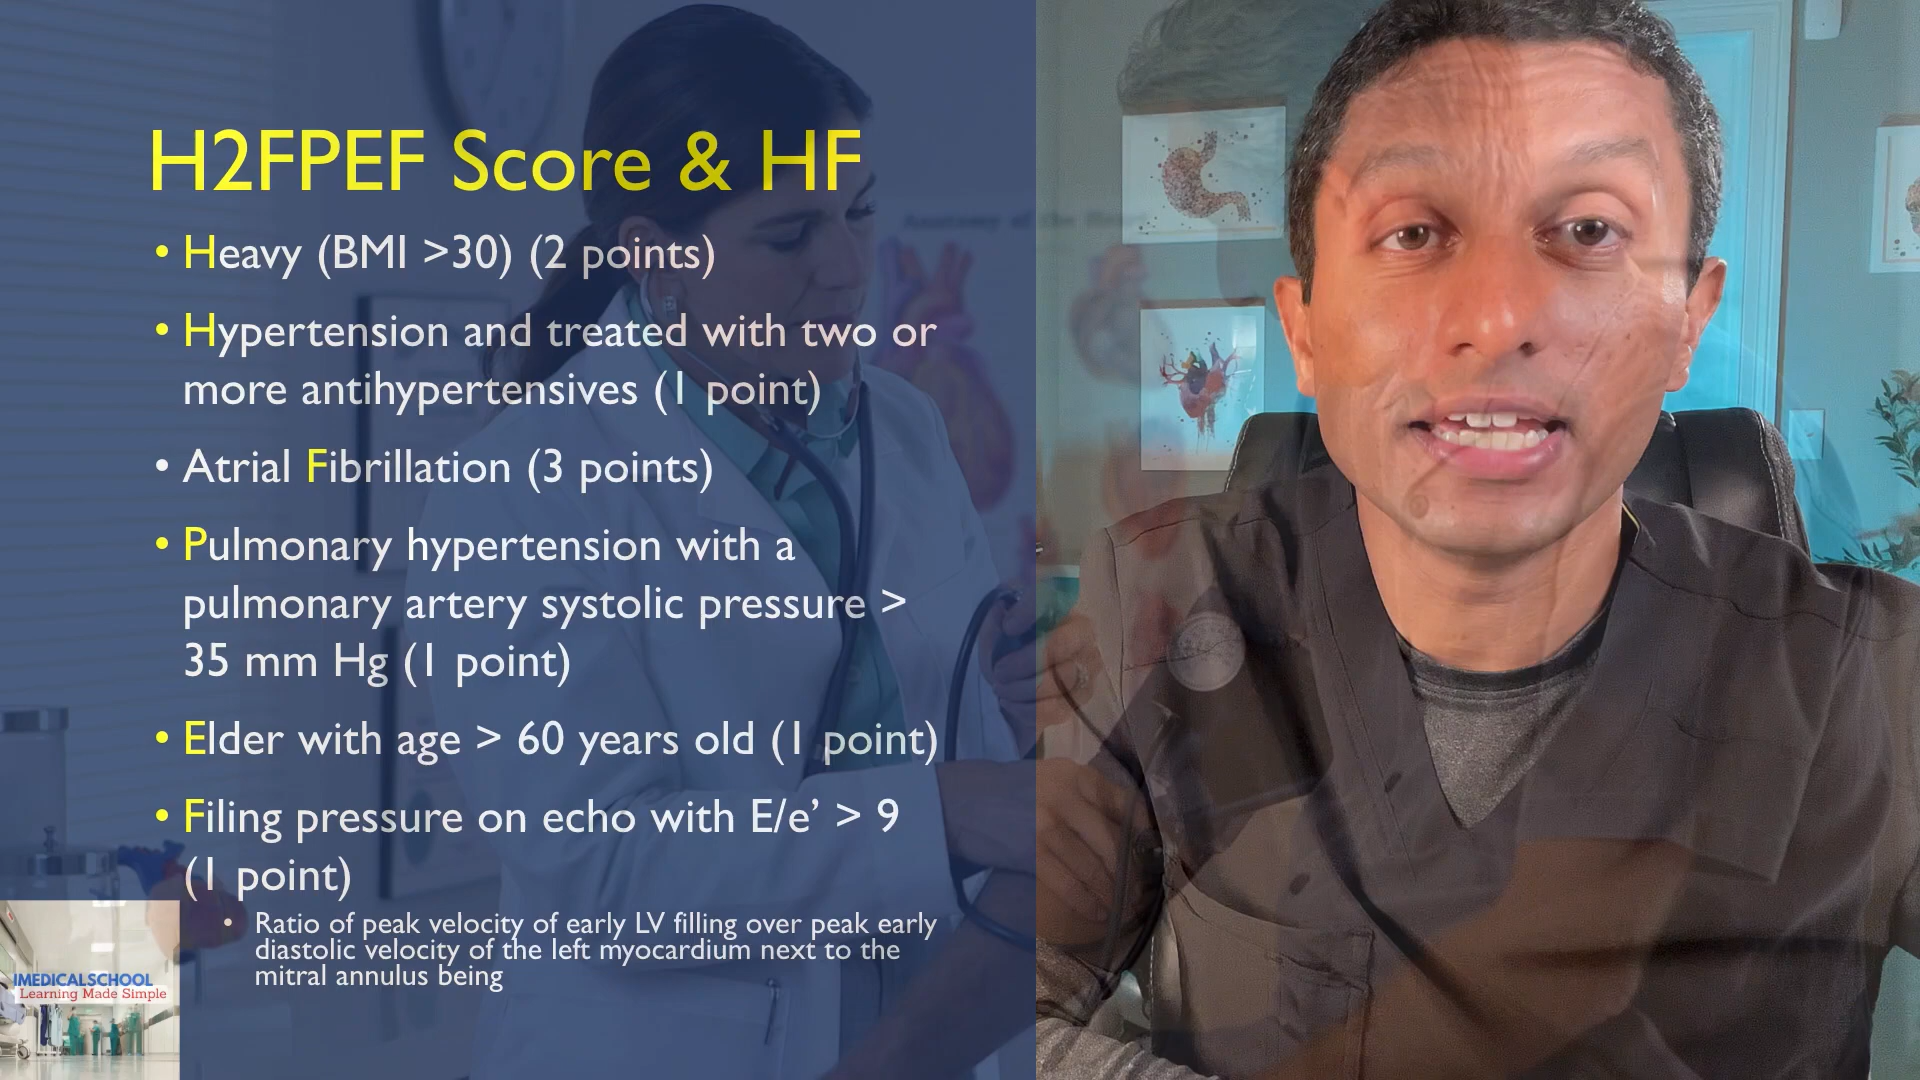 H2FPEF Score & HF
• Heavy (BMI >30) (2 points)
• Hypertension and treated with two or
more antihypertensives (1 point)
• Atrial Fibrillation (3 points)
• Pulmonary hypertension with a
pulmonary artery systolic pressure >
35 mm Hg (1 point)
• Elder with age > 60 years old (1 point)
• Filing pressure on echo with E/e’ > 9
(1 point)
• Ratio of peak velocity of early LV filling over peak early
diastolic velocity of the left myocardium next to the
mitral annulus being
IMEDICALSCHOOL
Learning Made Simple
Anatomy of the Heart